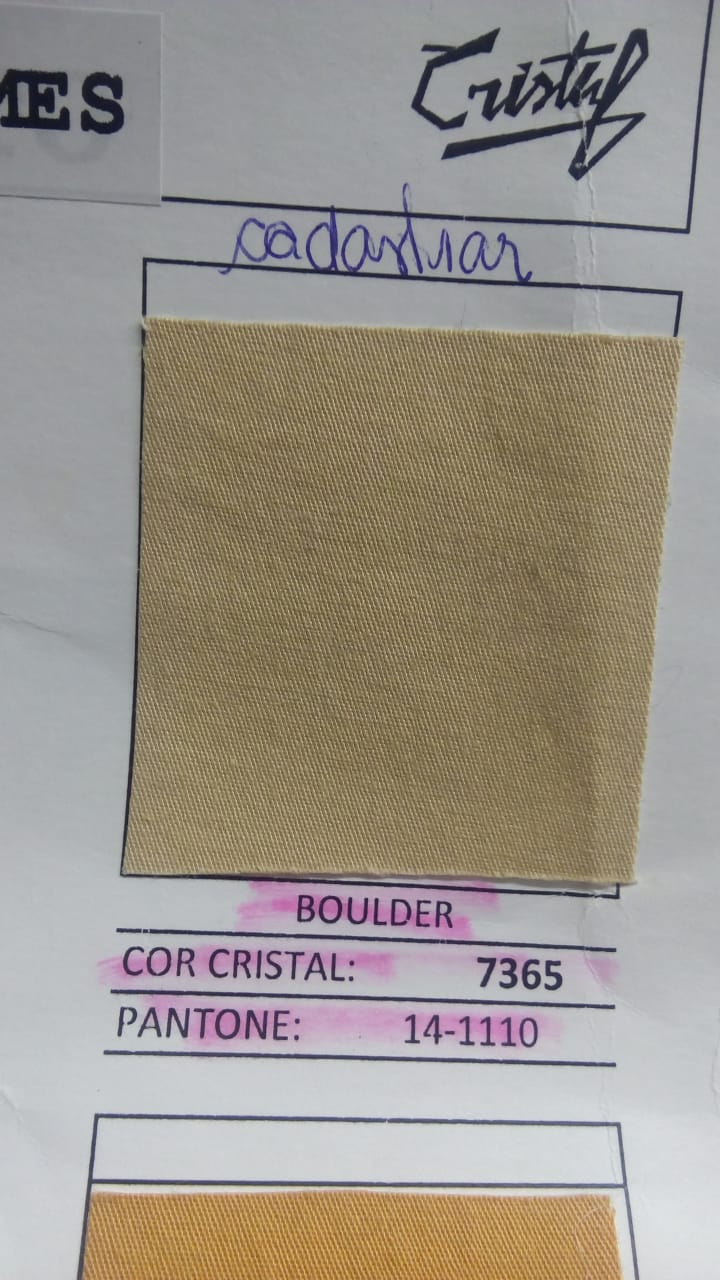 MES
Cristal
cadastrar
BOULDER
COR CRISTAL: 7365
PANTONE: 14-1110